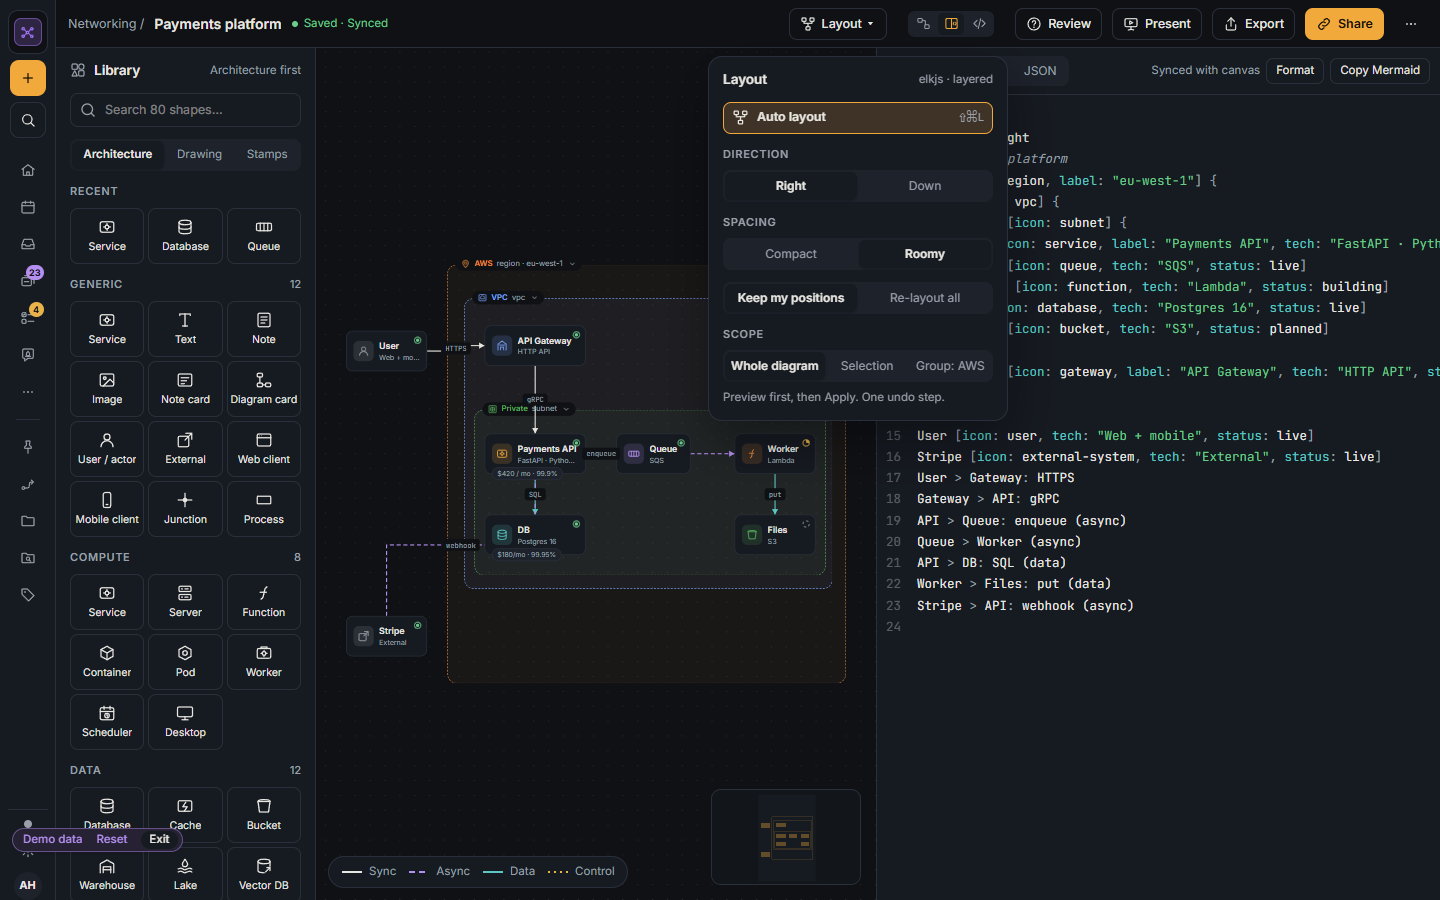 Networking /
Payments platform
Saved · Synced
Layout
Review
Present
Export
Share
23
4
Demo data
Reset
Exit
AH
Library
Architecture first
Search 80 shapes...
Architecture
Drawing
Stamps
RECENT
Service
Database
Queue
GENERIC
12
Service
Text
Note
Image
Note card
Diagram card
User / actor
External
Web client
Mobile client
Junction
Process
COMPUTE
8
Service
Server
Function
Container
Pod
Worker
Scheduler
Desktop
DATA
12
Database
Cache
Bucket
Warehouse
Lake
Vector DB
AWS region · eu-west-1
VPC vpc
User
Web + mo...
HTTPS
API Gateway
HTTP API
gRPC
Private subnet
Payments API
FastAPI · Pytho...
$420 / mo · 99.9%
enqueue
Queue
SQS
Worker
Lambda
SQL
put
DB
Postgres 16
$180/mo · 99.95%
Files
S3
webhook
Stripe
External
Sync
Async
Data
Control
Layout
elkjs · layered
Auto layout
⇧⌘L
DIRECTION
Right
Down
SPACING
Compact
Roomy
Keep my positions
Re-layout all
SCOPE
Whole diagram
Selection
Group: AWS
Preview first, then Apply. One undo step.
JSON
Synced with canvas
Format
Copy Mermaid
ght
platform
egion, label: "eu-west-1"] {
vpc] {
[icon: subnet] {
con: service, label: "Payments API", tech: "FastAPI · Pyth
[icon: queue, tech: "SQS", status: live]
[icon: function, tech: "Lambda", status: building]
on: database, tech: "Postgres 16", status: live]
[icon: bucket, tech: "S3", status: planned]
[icon: gateway, label: "API Gateway", tech: "HTTP API", st
15 User [icon: user, tech: "Web + mobile", status: live]
16 Stripe [icon: external-system, tech: "External", status: live]
17 User > Gateway: HTTPS
18 Gateway > API: gRPC
19 API > Queue: enqueue (async)
20 Queue > Worker (async)
21 API > DB: SQL (data)
22 Worker > Files: put (data)
23 Stripe > API: webhook (async)
24